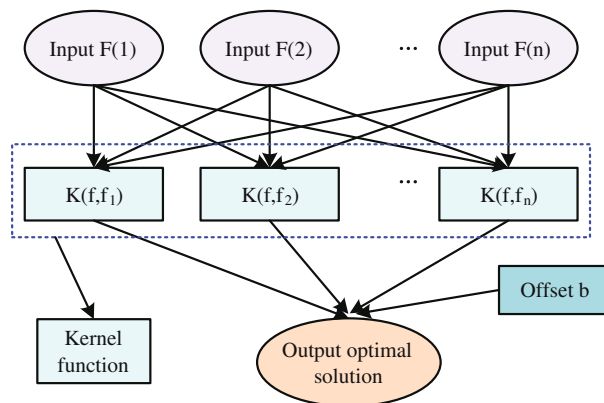 Input F(1)
Input F(2)
...
Input F(n)
K(f,f₁)
K(f,f₂)
...
K(f,fₙ)
Offset b
Kernel
function
Output optimal
solution